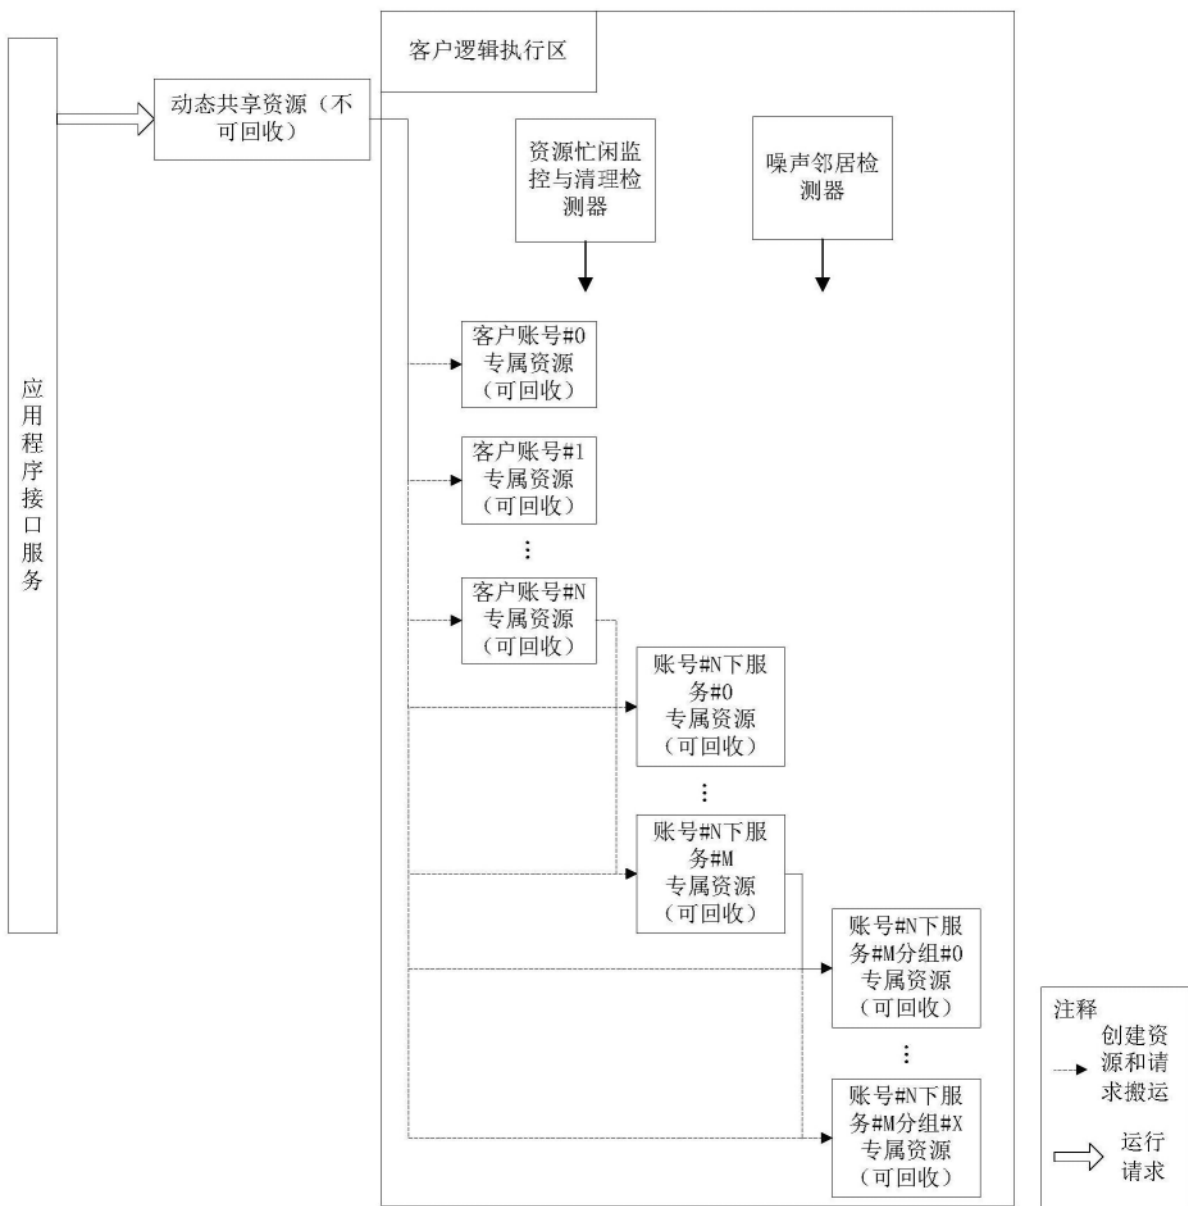 客户逻辑执行区
动态共享资源（不
可回收）
资源忙闲监
控与清理检
测器
噪声邻居检
测器
应
用
程
序
接
口
服
务
客户账号#0
专属资源
（可回收）
客户账号#1
专属资源
（可回收）
...
客户账号#N
专属资源
（可回收）
账号#N下服
务#0
专属资源
（可回收）
...
账号#N下服
务#M
专属资源
（可回收）
账号#N下服
务#M分组#0
专属资源
（可回收）
...
账号#N下服
务#M分组#X
专属资源
（可回收）
注释
创建资
源和请
求搬运
运行
请求